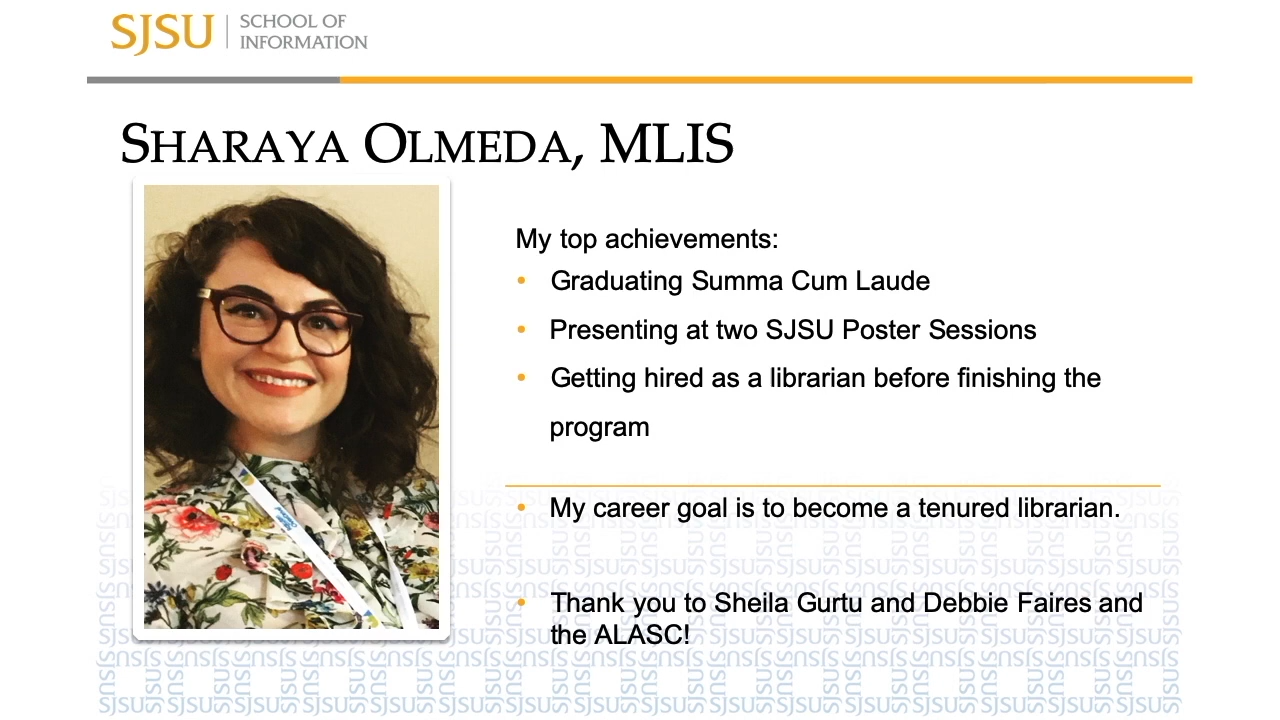 SJSU SCHOOL OF
INFORMATION
SHARAYA OLMEDA, MLIS
My top achievements:
• Graduating Summa Cum Laude
• Presenting at two SJSU Poster Sessions
• Getting hired as a librarian before finishing the
program
• My career goal is to become a tenured librarian.
• Thank you to Sheila Gurtu and Debbie Faires and
the ALASC!